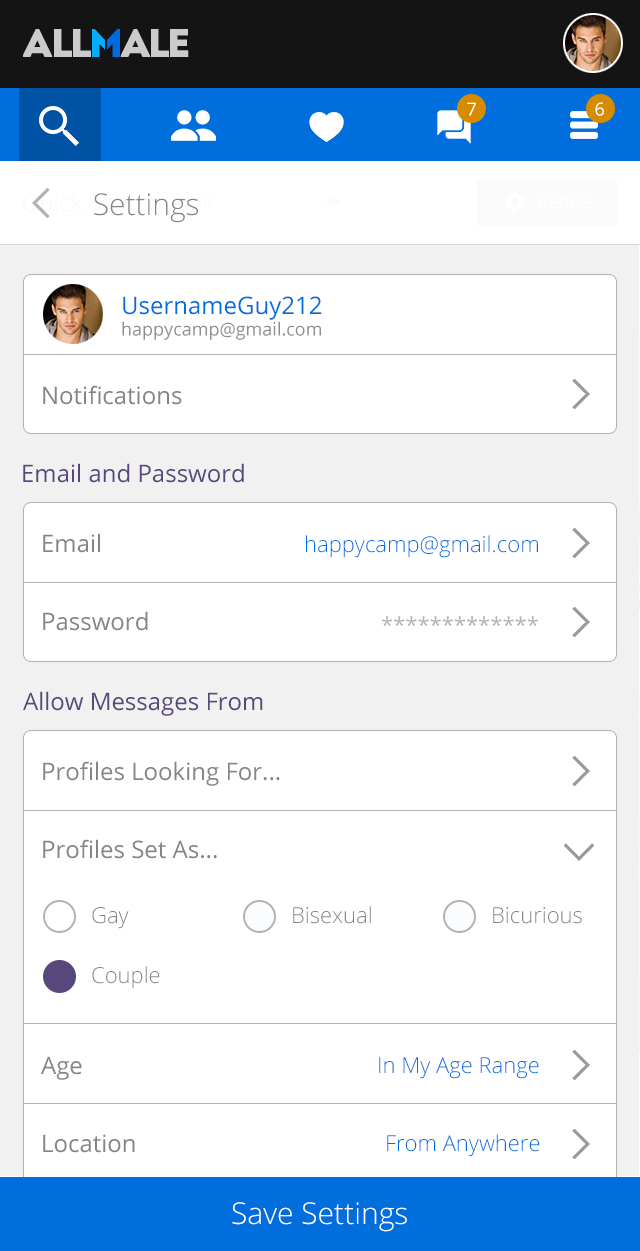 ALLMALE
7
6
Settings
UsernameGuy212
happycamp@gmail.com
Notifications
Email and Password
Email happycamp@gmail.com
Password *************
Allow Messages From
Profiles Looking For...
Profiles Set As...
Gay Bisexual Bicurious
Couple
Age In My Age Range
Location From Anywhere
Save Settings